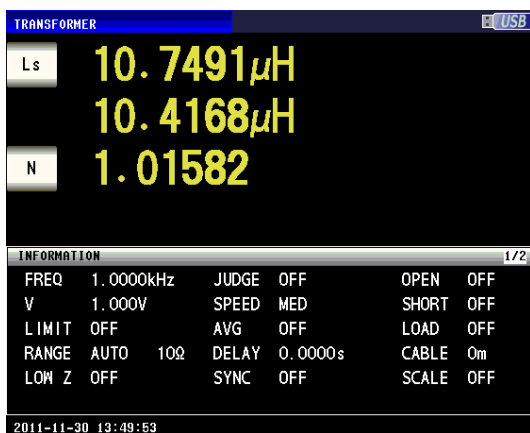 TRANSFORMER USB
Ls 10.7491μH
10.4168μH
N 1.01582
INFORMATION 1/2
FREQ 1.0000kHz JUDGE OFF OPEN OFF
V 1.000V SPEED MED SHORT OFF
LIMIT OFF AVG OFF LOAD OFF
RANGE AUTO 10Ω DELAY 0.0000s CABLE 0m
LOW Z OFF SYNC OFF SCALE OFF
2011-11-30 13:49:53